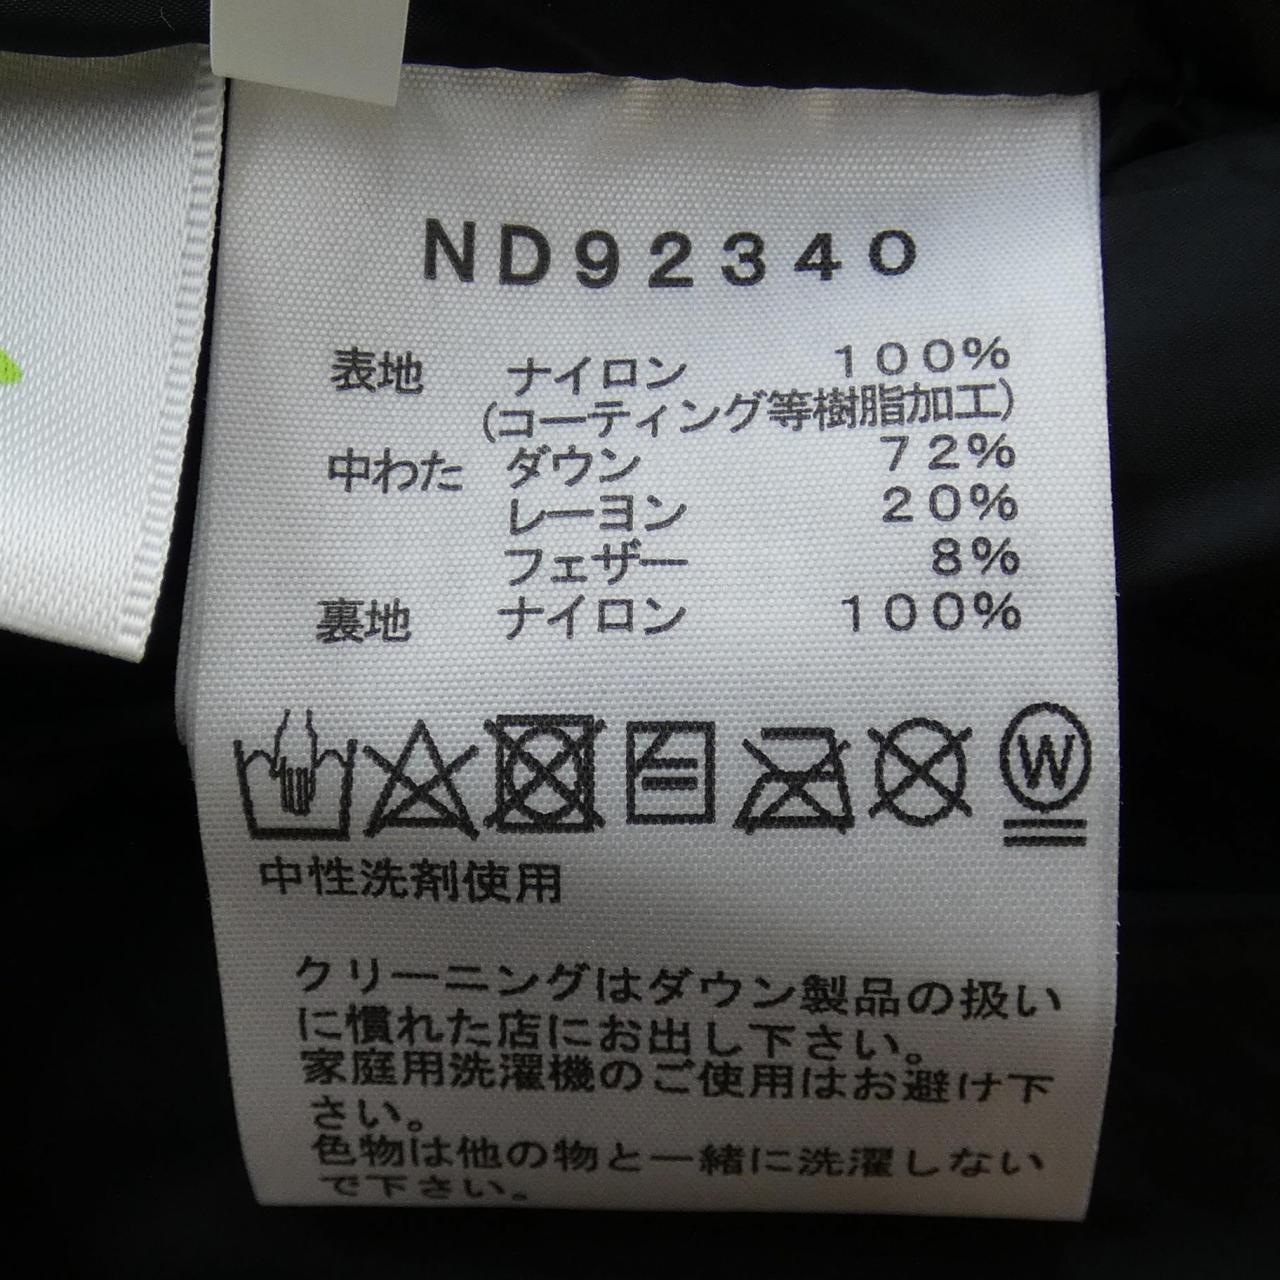 ND92340
表地 ナイロン 100%
(コーティング等樹脂加工)
中わた ダウン 72%
レーヨン 20%
フェザー 8%
裏地 ナイロン 100%
W
中性洗剤使用
クリーニングはダウン製品の扱い
に慣れた店にお出し下さい。
家庭用洗濯機のご使用はお避け下
さい。
色物は他の物と一緒に洗濯しない
で下さい。